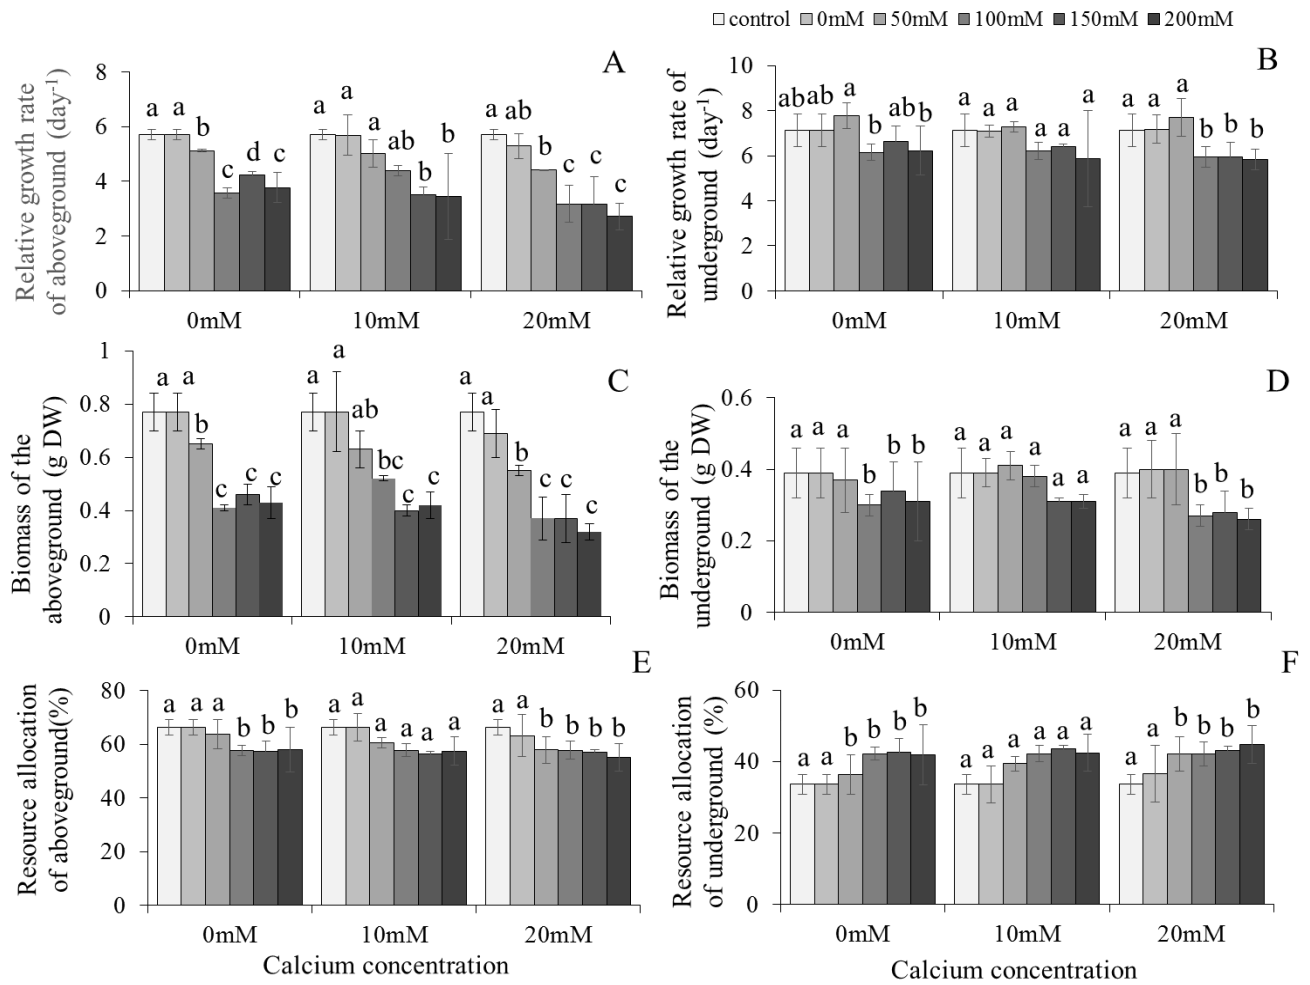 control 0mM 50mM 100mM 150mM 200mM
A
Relative growth rate
of aboveground (day-1)
8
6
4
2
0
a a b c d c
a a a ab b b
a ab b c c c
0mM 10mM 20mM
B
Relative growth rate of
underground (day-1)
10
8
6
4
2
0
ab ab a b ab b
a a a a a a
a a a b b b
0mM 10mM 20mM
C
Biomass of the
aboveground (g DW)
1
0.8
0.6
0.4
0.2
0
a a b c c c
a a ab bc c c
a a b c c c
0mM 10mM 20mM
D
Biomass of the
underground (g DW)
0.6
0.4
0.2
0
a a a b b b
a a a a a a
a a a b b b
0mM 10mM 20mM
E
Resource allocation
of aboveground(%)
80
60
40
20
0
a a a b b b
a a a a a a
a a b b b b
0mM 10mM 20mM
Calcium concentration
F
Resource allocation
of underground (%)
60
40
20
0
a a b b b b
a a a a a a
a a b b b b
0mM 10mM 20mM
Calcium concentration